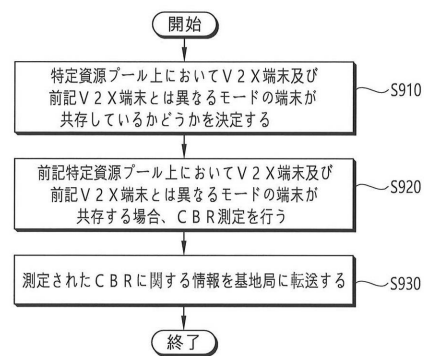 開始
特定資源プール上においてV2X端末及び
前記V2X端末とは異なるモードの端末が
共存しているかどうかを決定する
S910
前記特定資源プール上においてV2X端末及び
前記V2X端末とは異なるモードの端末が
共存する場合、CBR測定を行う
S920
測定されたCBRに関する情報を基地局に転送する
S930
終了